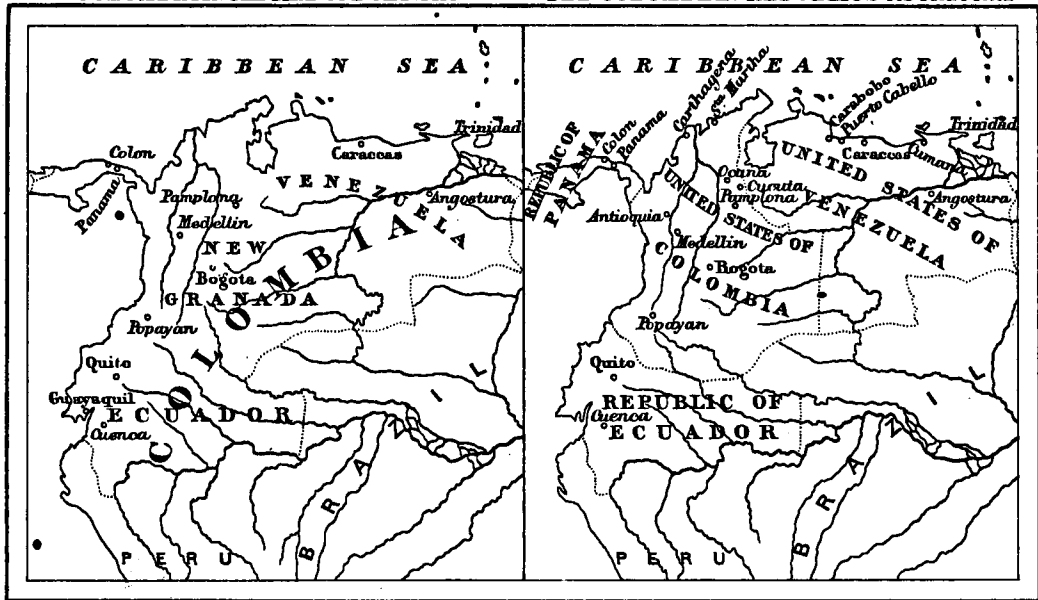 CARIBBEAN SEA
Trinidad
Caraccas
Colon
Panama
VENEZUELA
Angostura
Pamplona
Medellin
NEW
Bogota
GRANADA
COLOMBIA
Popayan
Quito
Guayaquil
ECUADOR
Cuenca
BRAZIL
PERU
CARIBBEAN SEA
Carthagena
Sta Martha
Carabobo
Puerto Cabello
Trinidad
REPUBLIC OF
PANAMA
Colon
Panama
Caraccas
Cumana
Ocana
Cucuta
Pamplona
UNITED STATES OF
VENEZUELA
Angostura
Antioquia
UNITED STATES OF
COLOMBIA
Medellin
Bogota
Popayan
Quito
REPUBLIC OF
ECUADOR
Cuenca
BRAZIL
PERU